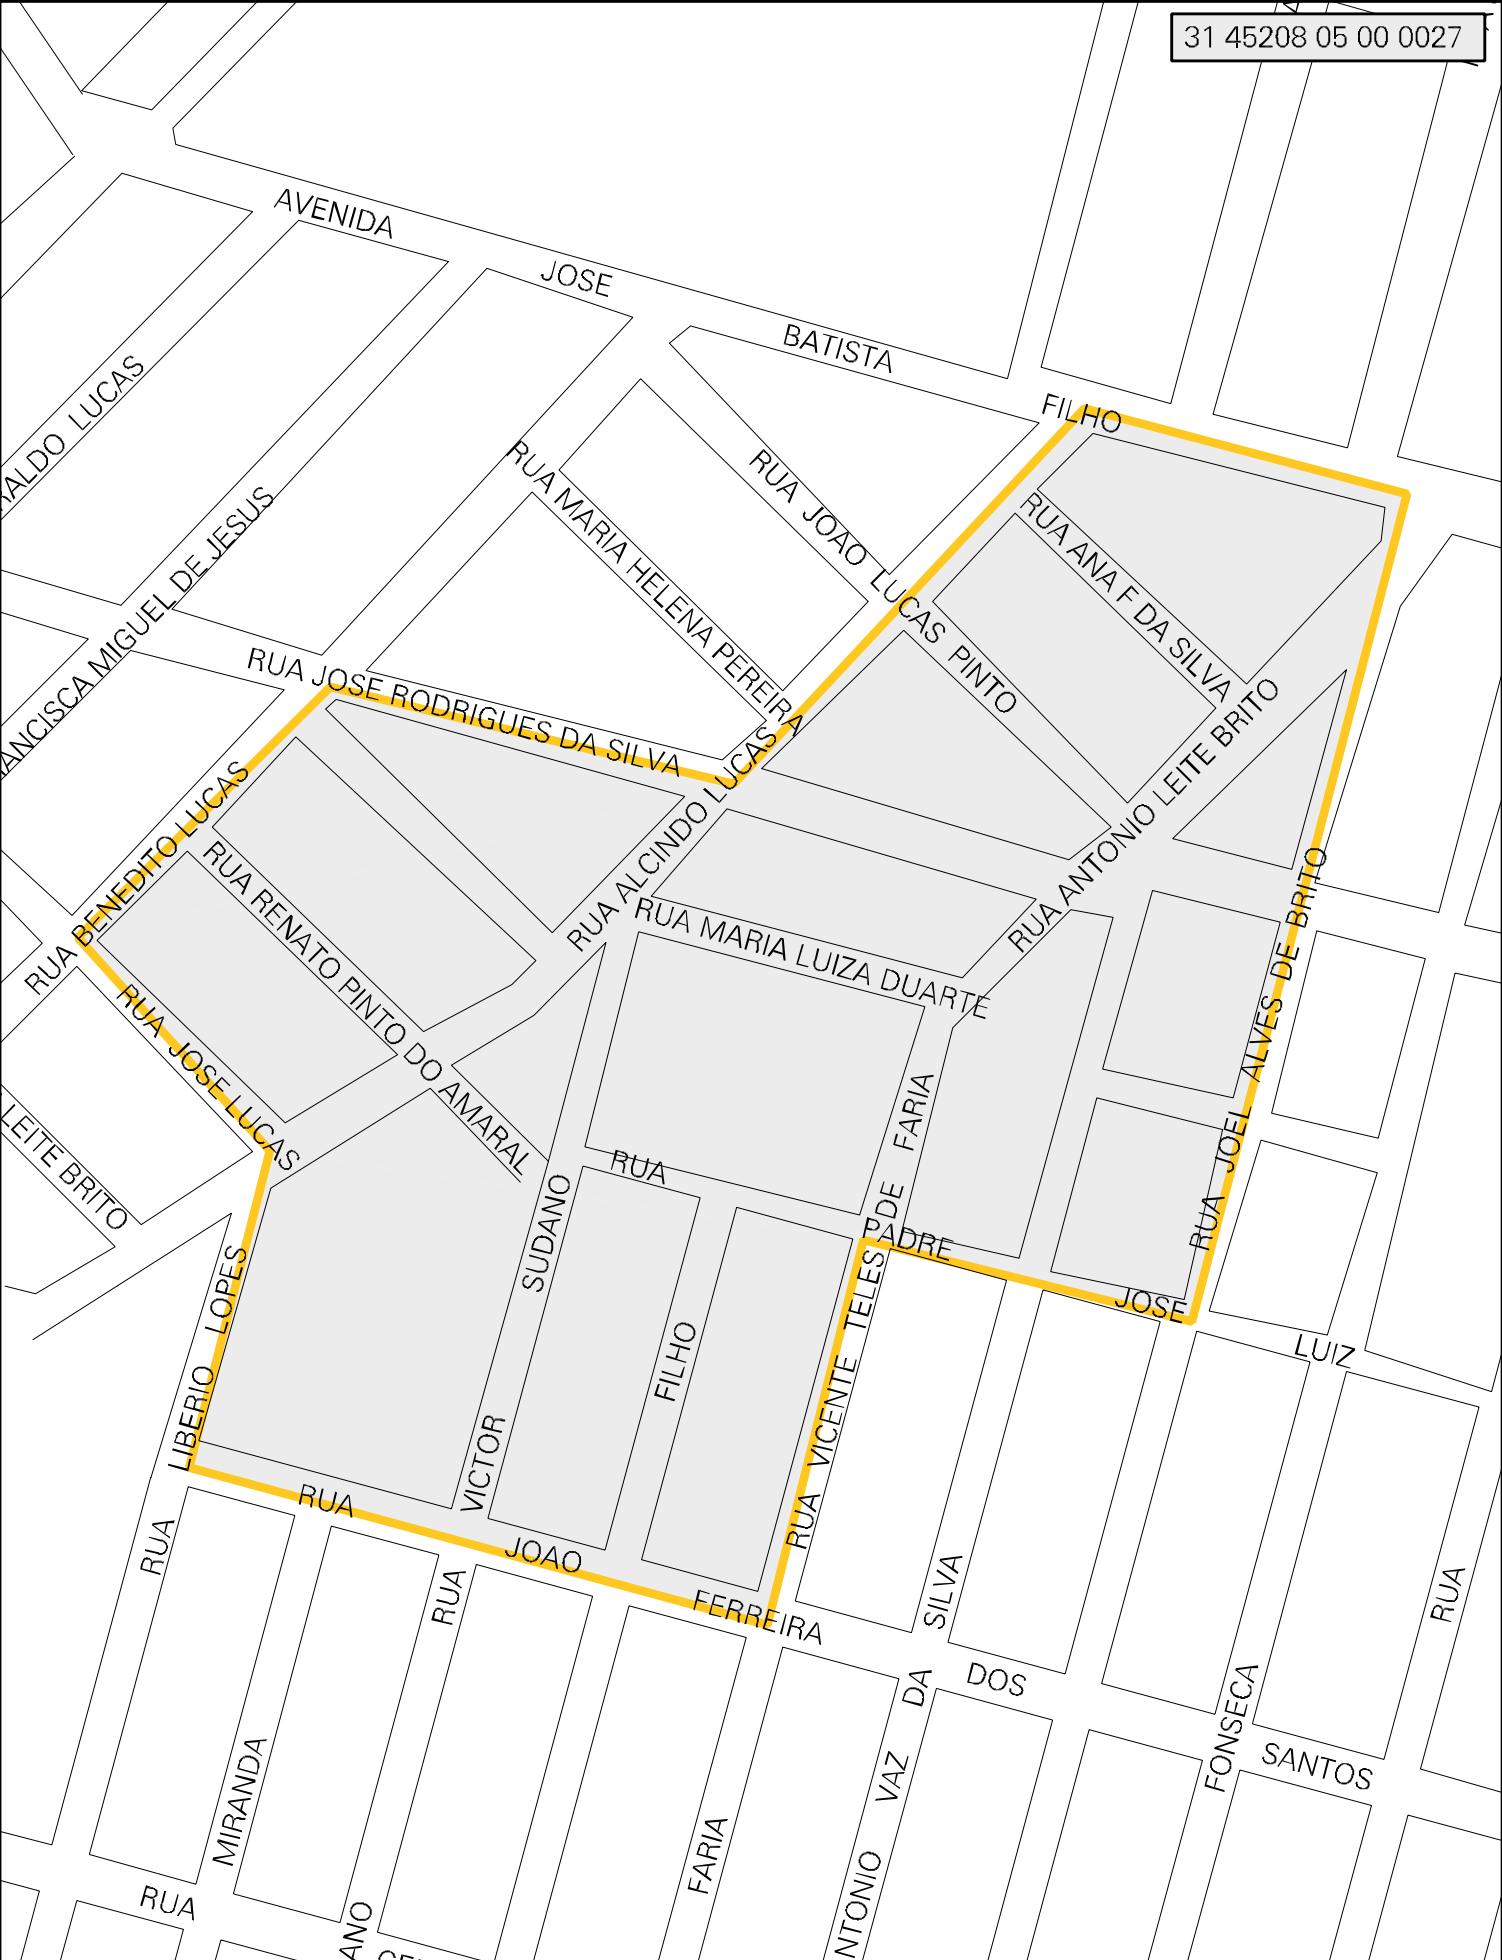 31 45208 05 00 0027
AVENIDA JOSE BATISTA FILHO
RALDO LUCAS
ANCISCA MIGUEL DE JESUS
RUA MARIA HELENA PEREIRA
RUA JOAO LUCAS PINTO
RUA ANA F DA SILVA
RUA JOSE RODRIGUES DA SILVA
RUA ANTONIO LEITE BRITO
RUA BENEDITO LUCAS
RUA ALCINDO LUCAS
RUA RENATO PINTO DO AMARAL
RUA MARIA LUIZA DUARTE
RUA JOSE LUCAS
RUA JOEL ALVES DE BRITO
LEITE BRITO
RUA PADRE JOSE LUIZ
RUA VICENTE TELES DE FARIA
RUA LIBERIO LOPES
VICTOR SUDANO
FILHO
RUA JOAO FERREIRA DOS SANTOS
RUA
RUA
MIRANDA
FARIA
NTONIO VAZ DA SILVA
FONSECA
RUA
ANO